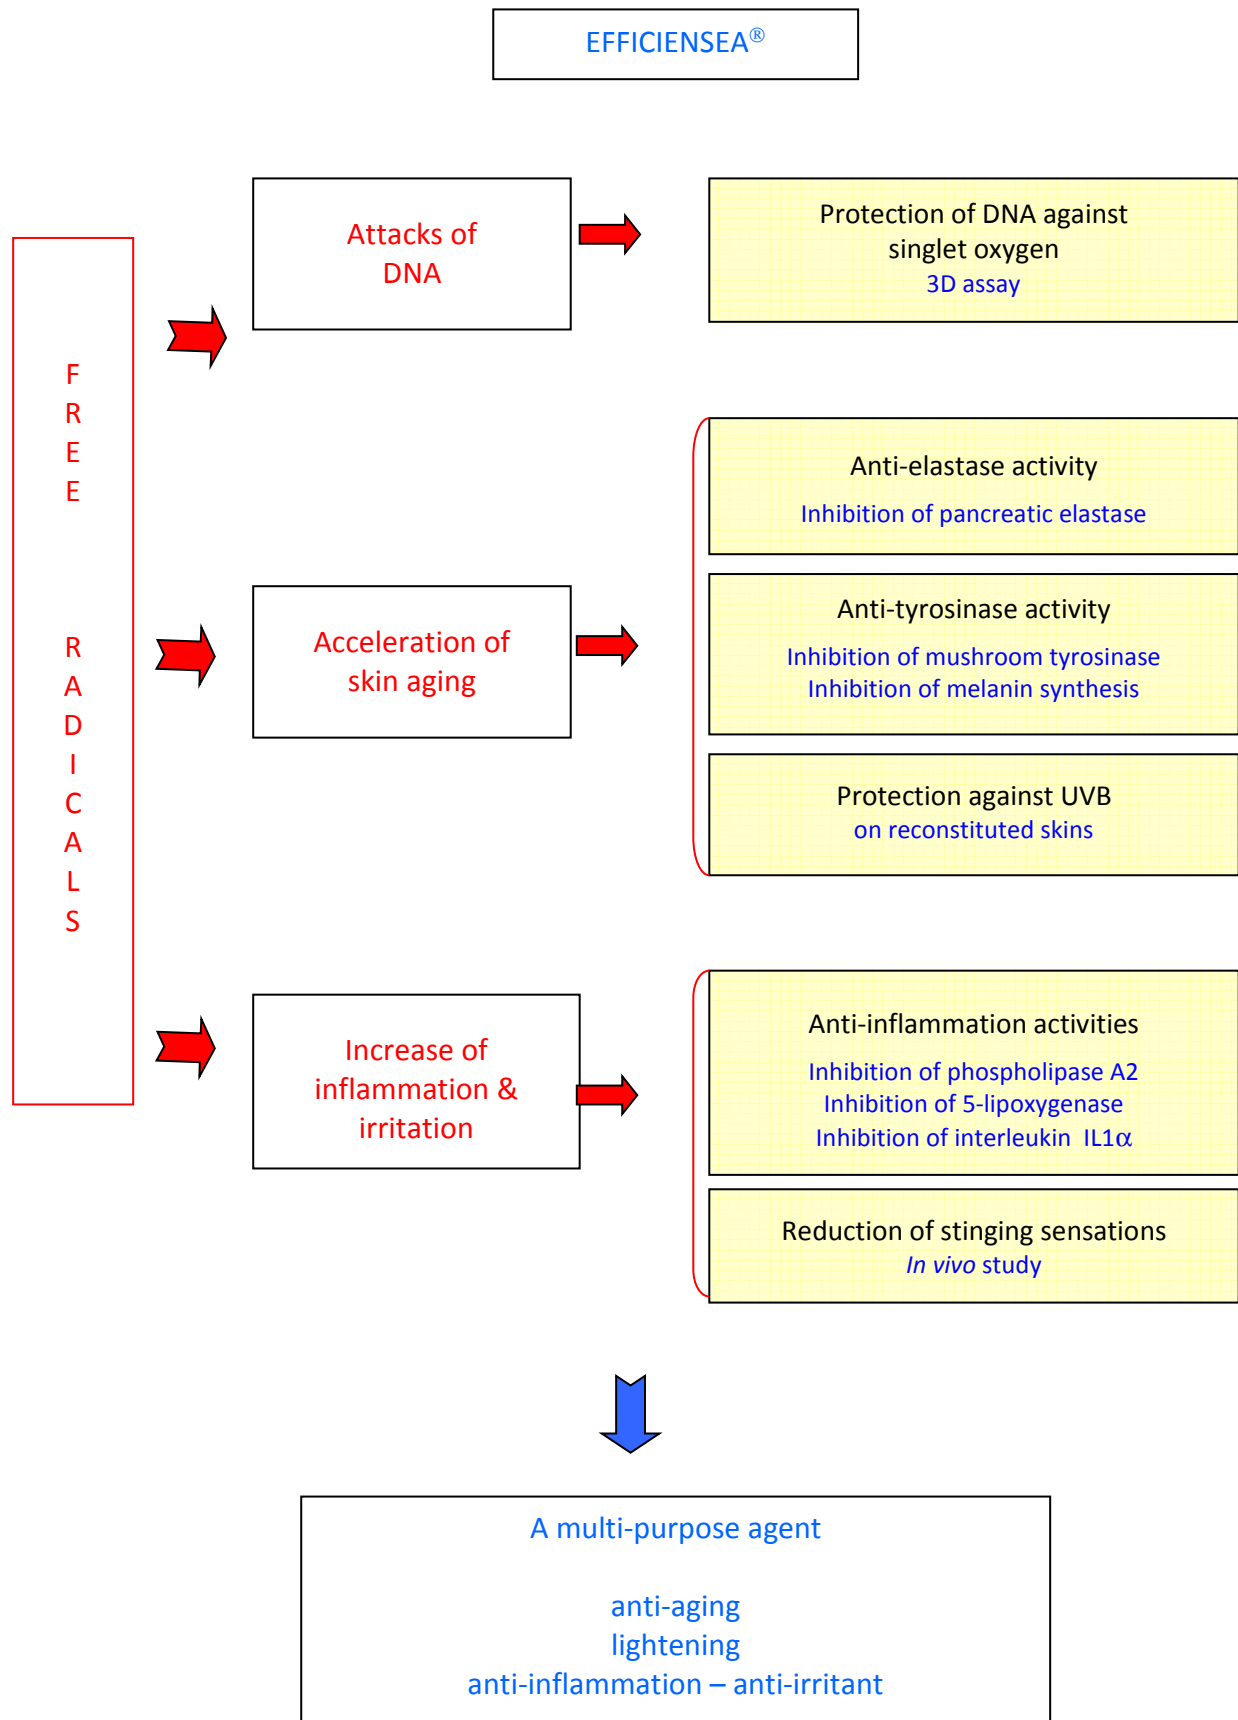 EFFICIENSEA®
FREE
RADICALS
Attacks of
DNA
Protection of DNA against
singlet oxygen
3D assay
Acceleration of
skin aging
Anti-elastase activity
Inhibition of pancreatic elastase
Anti-tyrosinase activity
Inhibition of mushroom tyrosinase
Inhibition of melanin synthesis
Protection against UVB
on reconstituted skins
Increase of
inflammation &
irritation
Anti-inflammation activities
Inhibition of phospholipase A2
Inhibition of 5-lipoxygenase
Inhibition of interleukin IL1α
Reduction of stinging sensations
In vivo study
A multi-purpose agent
anti-aging
lightening
anti-inflammation – anti-irritant